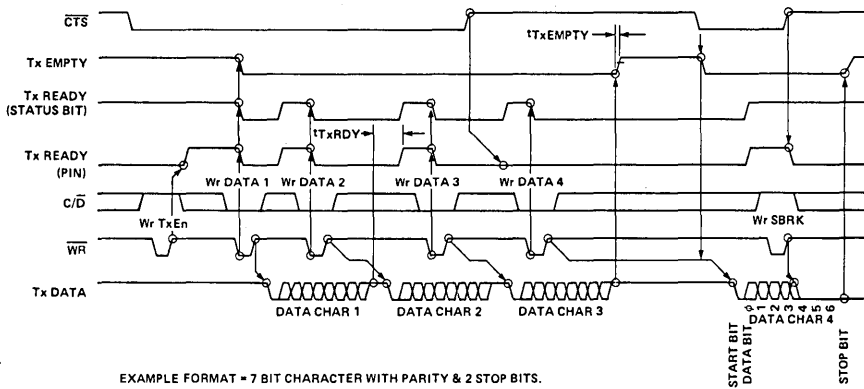 CTS
tTxEMPTY
Tx EMPTY
Tx READY
(STATUS BIT)
tTxRDY
Tx READY
(PIN)
Wr DATA 1 Wr DATA 2 Wr DATA 3 Wr DATA 4
C/D
Wr TxEn
Wr SBRK
WR
Tx DATA
DATA CHAR 1 DATA CHAR 2 DATA CHAR 3
0 1 2 3 4 5 6
DATA CHAR 4
START BIT
DATA BIT
STOP BIT
EXAMPLE FORMAT = 7 BIT CHARACTER WITH PARITY & 2 STOP BITS.